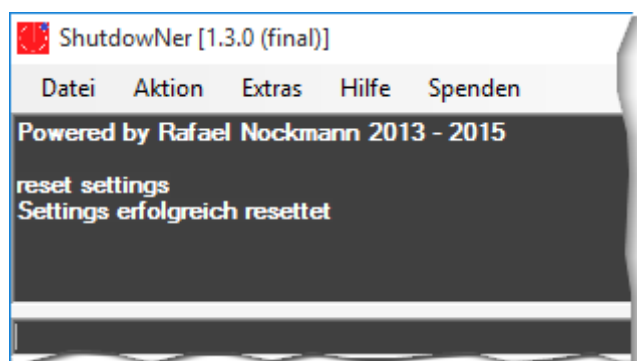 ShutdowNer [1.3.0 (final)]
Datei Aktion Extras Hilfe Spenden
Powered by Rafael Nockmann 2013 - 2015
reset settings
Settings erfolgreich resettet